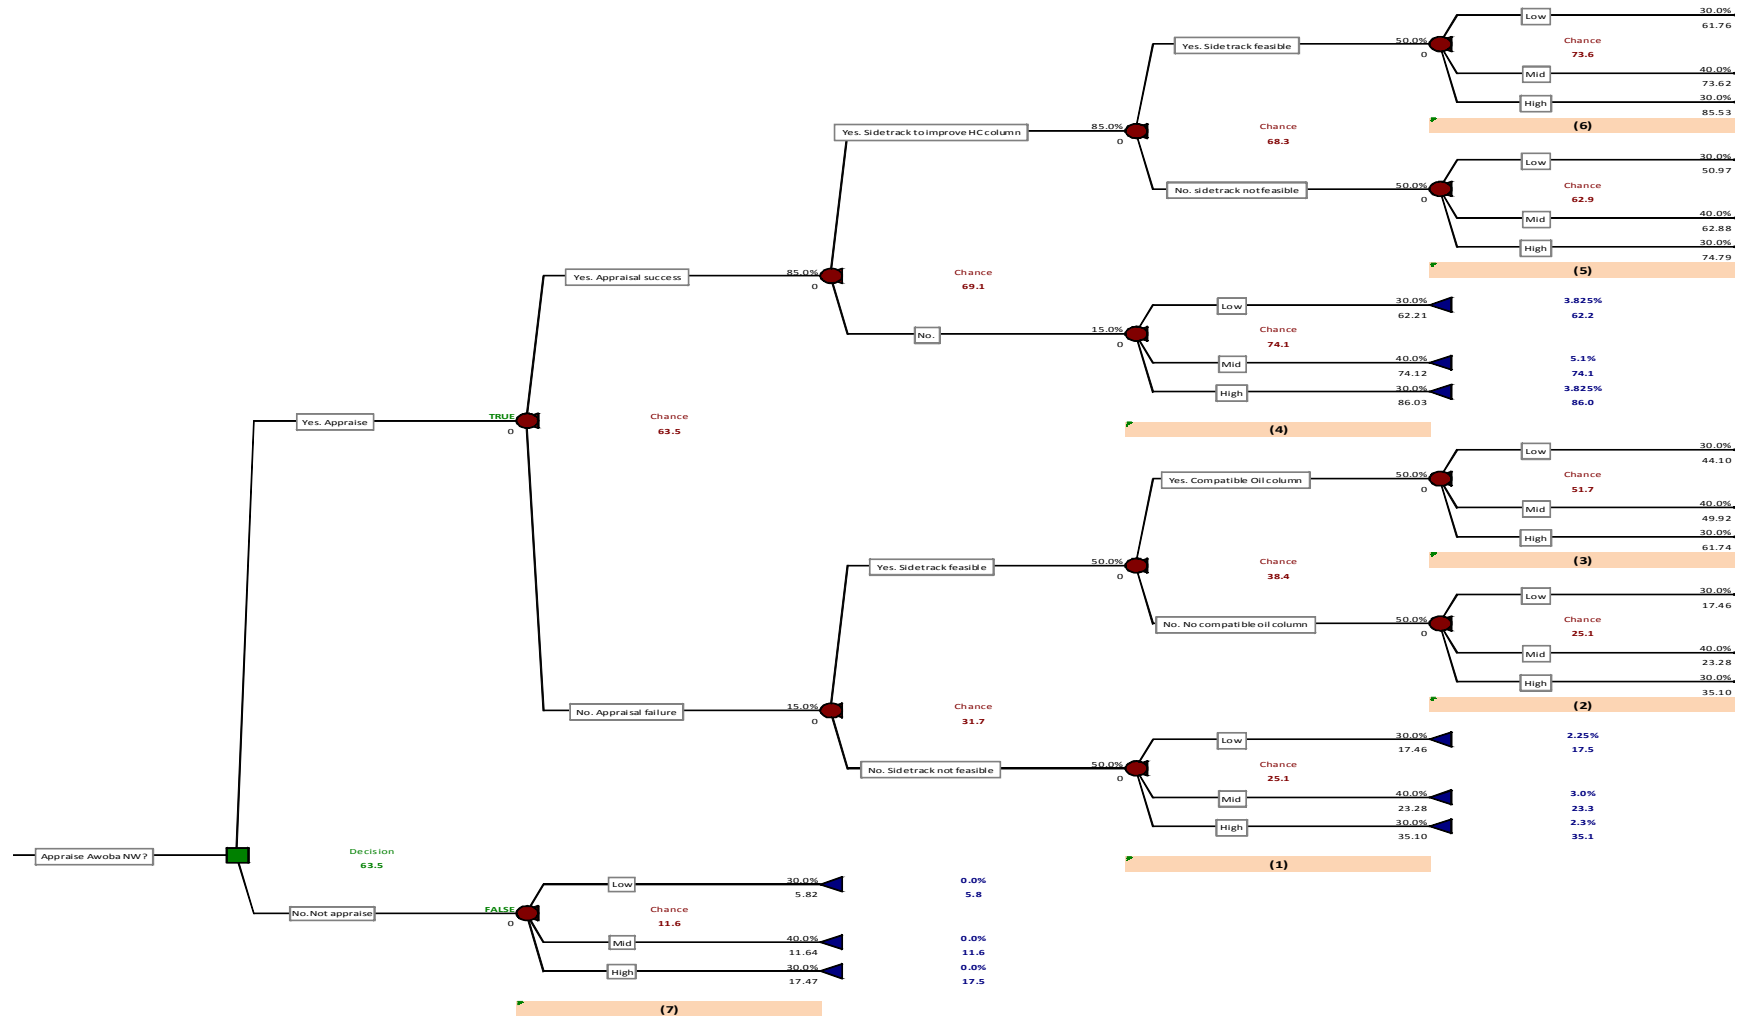 Low
30.0%
61.76
Yes. Sidetrack feasible
50.0%
0
Chance
73.6
Mid
40.0%
73.62
High
30.0%
85.53
(6)
Yes. Sidetrack to improve HC column
85.0%
0
Chance
68.3
Low
30.0%
50.97
No. sidetrack not feasible
50.0%
0
Chance
62.9
Mid
40.0%
62.88
High
30.0%
74.79
(5)
Yes. Appraisal success
85.0%
0
Chance
69.1
Low
30.0%
62.21
3.825%
62.2
No.
15.0%
0
Chance
74.1
Mid
40.0%
74.12
5.1%
74.1
High
30.0%
86.03
3.825%
86.0
(4)
Yes. Appraise
TRUE
0
Chance
63.5
Low
30.0%
44.10
Yes. Compatible Oil column
50.0%
0
Chance
51.7
Mid
40.0%
49.92
High
30.0%
61.74
(3)
Yes. Sidetrack feasible
50.0%
0
Chance
38.4
Low
30.0%
17.46
No. No compatible oil column
50.0%
0
Chance
25.1
Mid
40.0%
23.28
High
30.0%
35.10
(2)
No. Appraisal failure
15.0%
0
Chance
31.7
Low
30.0%
17.46
2.25%
17.5
No. Sidetrack not feasible
50.0%
0
Chance
25.1
Mid
40.0%
23.28
3.0%
23.3
High
30.0%
35.10
2.3%
35.1
(1)
Appraise Awoba NW?
Decision
63.5
Low
30.0%
5.82
0.0%
5.8
No.Not appraise
FALSE
0
Chance
11.6
Mid
40.0%
11.64
0.0%
11.6
High
30.0%
17.47
0.0%
17.5
(7)